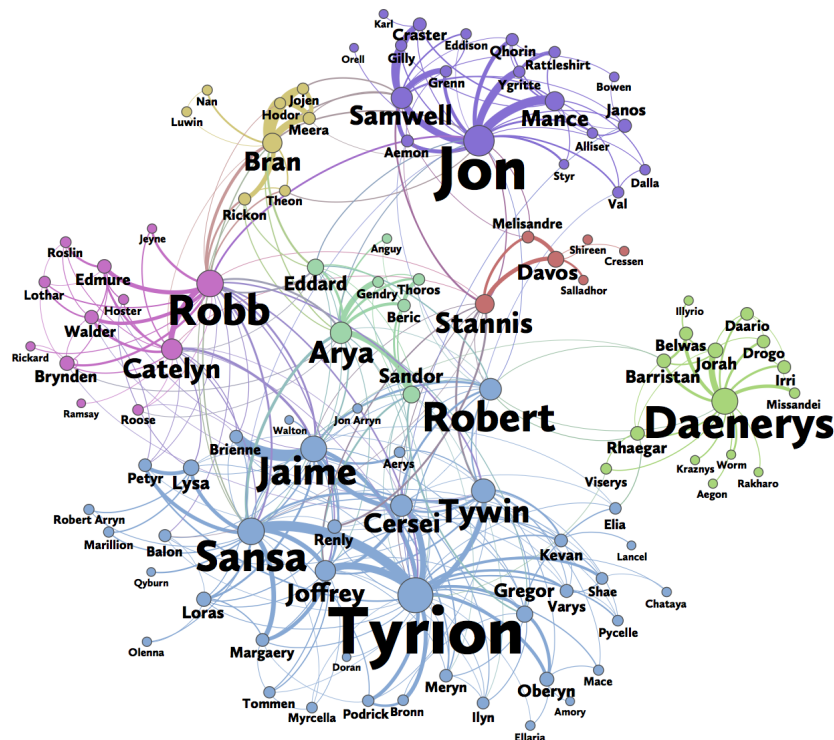 Karl
Craster
Eddison
Gilly
Orell
Qhorin
Rattleshirt
Grenn
Ygritte
Bowen
Nan
Jojen
Hodor
Luwin
Meera
Samwell
Mance
Janos
Alliser
Aemon
Bran
Jon
Styr
Dalla
Val
Theon
Rickon
Jeyne
Melisandre
Roslin
Anguy
Shireen
Cressen
Edmure
Eddard
Davos
Lothar
Gendry
Thoros
Salladhor
Hoster
Robb
Beric
Stannis
Walder
Illyrio
Daario
Rickard
Arya
Belwas
Drogo
Catelyn
Jorah
Brynden
Sandor
Barristan
Irri
Missandei
Ramsay
Roose
Robert
Daenerys
Jon Arryn
Walton
Rhaegar
Brienne
Aerys
Worm
Petyr
Jaime
Kraznys
Rakharo
Lysa
Viserys
Aegon
Robert Arryn
Cersei
Tywin
Elia
Marillion
Balon
Sansa
Renly
Kevan
Lancel
Qyburn
Joffrey
Gregor
Shae
Chataya
Varys
Loras
Tyrion
Pycelle
Olenna
Margaery
Doran
Mace
Meryn
Oberyn
Tommen
Podrick
Bronn
Amory
Myrcella
Ilyn
Ellaria